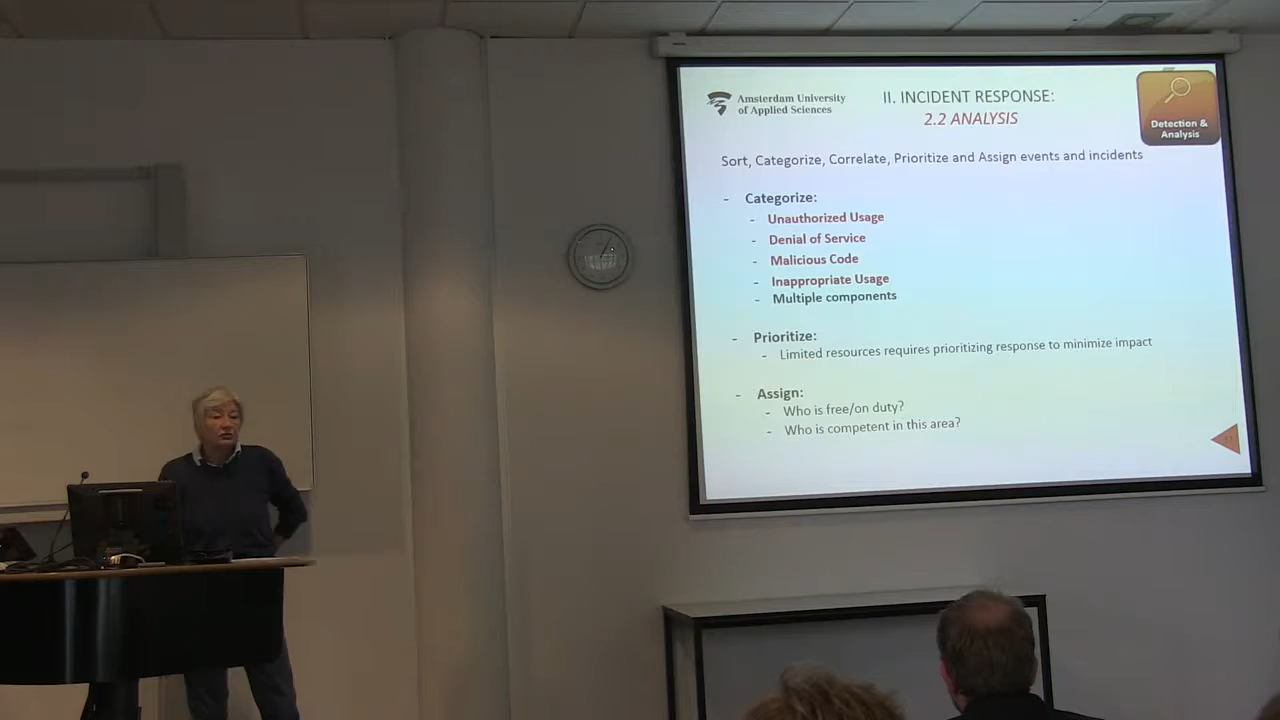 Amsterdam University
of Applied Sciences
II. INCIDENT RESPONSE:
2.2 ANALYSIS
Detection &
Analysis
Sort, Categorize, Correlate, Prioritize and Assign events and incidents
- Categorize:
- Unauthorized Usage
- Denial of Service
- Malicious Code
- Inappropriate Usage
- Multiple components
- Prioritize:
- Limited resources requires prioritizing response to minimize impact
- Assign:
- Who is free/on duty?
- Who is competent in this area?